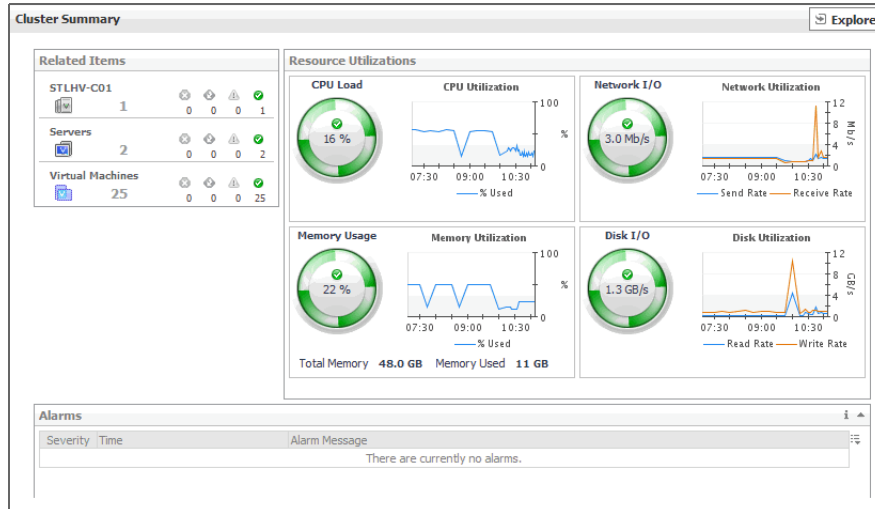 Cluster Summary
Explore
Related Items
STLHV-C01
1
0 0 0 1
Servers
2
0 0 0 2
Virtual Machines
25
0 0 0 25
Resource Utilizations
CPU Load
16 %
CPU Utilization
100
%
0
07:30 09:00 10:30
% Used
Network I/O
3.0 Mb/s
Network Utilization
12
8
4
0
Mb/s
07:30 09:00 10:30
Send Rate Receive Rate
Memory Usage
22 %
Memory Utilization
100
%
0
07:30 09:00 10:30
% Used
Total Memory 48.0 GB Memory Used 11 GB
Disk I/O
1.3 GB/s
Disk Utilization
12
8
4
0
GB/s
07:30 09:00 10:30
Read Rate Write Rate
Alarms
i
Severity Time Alarm Message
There are currently no alarms.